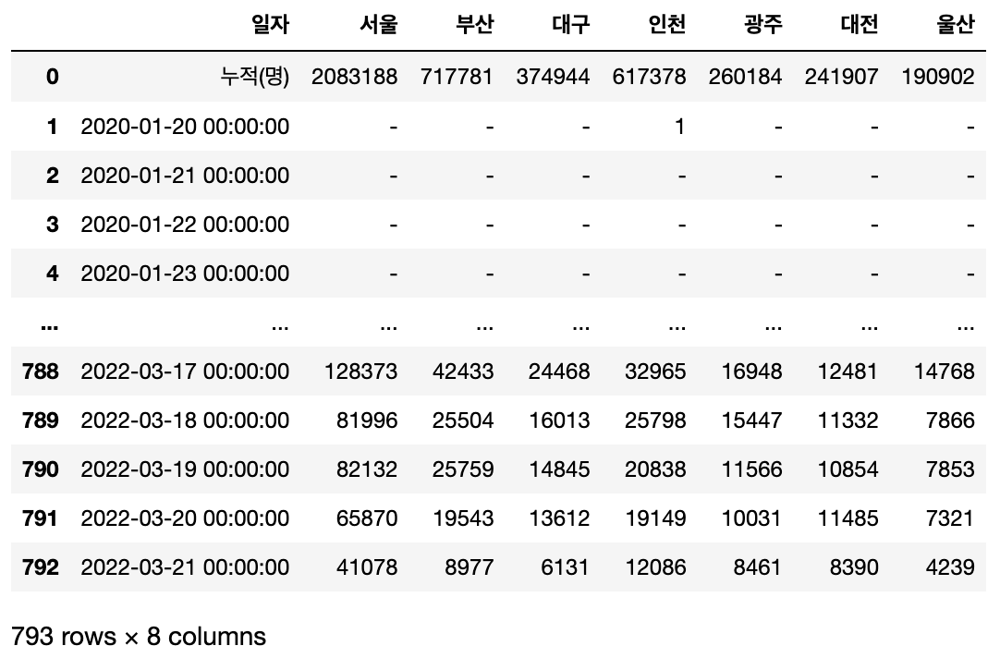 일자 서울 부산 대구 인천 광주 대전 울산
0 누적(명) 2083188 717781 374944 617378 260184 241907 190902
1 2020-01-20 00:00:00 - - - 1 - - -
2 2020-01-21 00:00:00 - - - - - - -
3 2020-01-22 00:00:00 - - - - - - -
4 2020-01-23 00:00:00 - - - - - - -
... ... ... ... ... ... ... ... ...
788 2022-03-17 00:00:00 128373 42433 24468 32965 16948 12481 14768
789 2022-03-18 00:00:00 81996 25504 16013 25798 15447 11332 7866
790 2022-03-19 00:00:00 82132 25759 14845 20838 11566 10854 7853
791 2022-03-20 00:00:00 65870 19543 13612 19149 10031 11485 7321
792 2022-03-21 00:00:00 41078 8977 6131 12086 8461 8390 4239
793 rows × 8 columns